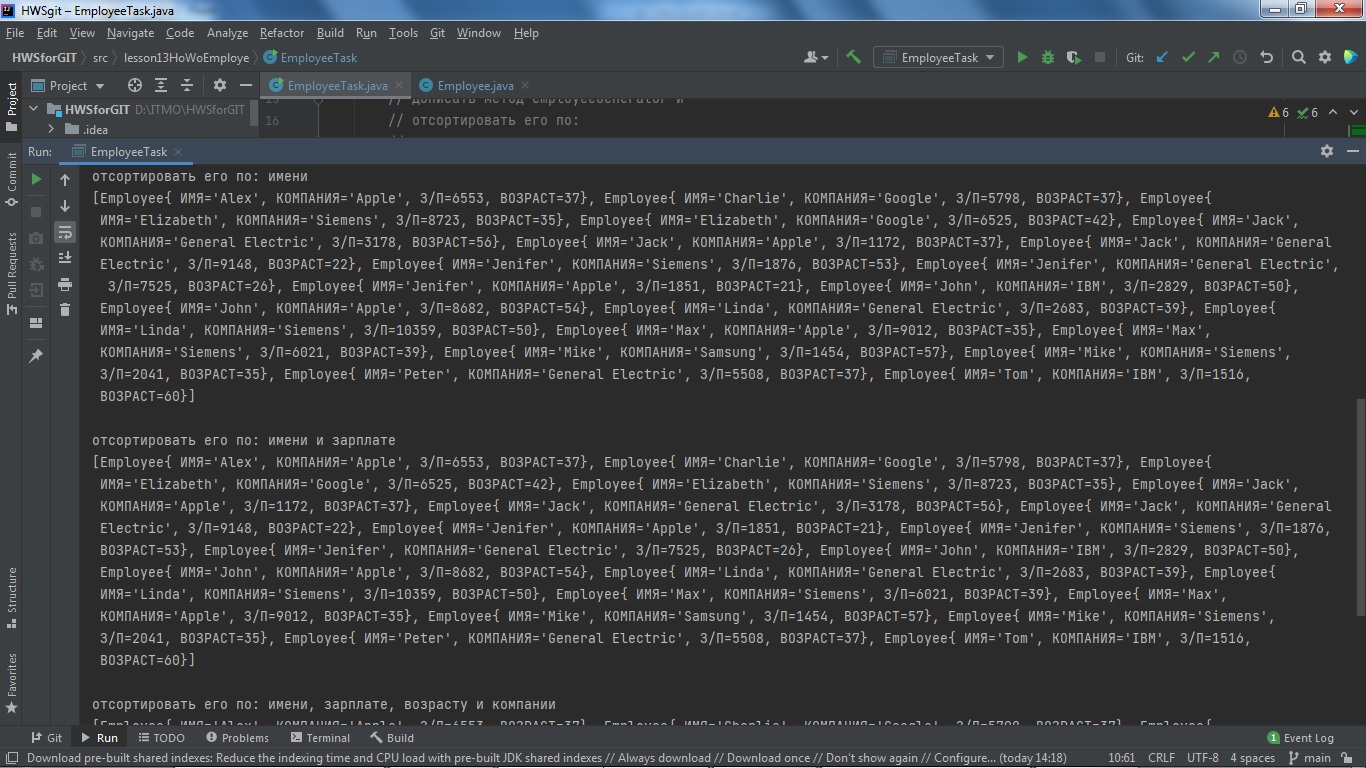 HWSgit – EmployeeTask.java
File Edit View Navigate Code Analyze Refactor Build Run Tools Git Window Help
HWSforGIT src lesson13HoWoEmploye EmployeeTask EmployeeTask Git:
Project EmployeeTask.java Employee.java
HWSforGIT D:\ITMO\HWSforGIT
// дописать метод employeeGenerator и
.idea
16 // отсортировать его по:
6 6
Run: EmployeeTask
отсортировать его по: имени
[Employee{ ИМЯ='Alex', КОМПАНИЯ='Apple', З/П=6553, ВОЗРАСТ=37}, Employee{ ИМЯ='Charlie', КОМПАНИЯ='Google', З/П=5798, ВОЗРАСТ=37}, Employee{
ИМЯ='Elizabeth', КОМПАНИЯ='Siemens', З/П=8723, ВОЗРАСТ=35}, Employee{ ИМЯ='Elizabeth', КОМПАНИЯ='Google', З/П=6525, ВОЗРАСТ=42}, Employee{ ИМЯ='Jack',
КОМПАНИЯ='General Electric', З/П=3178, ВОЗРАСТ=56}, Employee{ ИМЯ='Jack', КОМПАНИЯ='Apple', З/П=1172, ВОЗРАСТ=37}, Employee{ ИМЯ='Jack', КОМПАНИЯ='General
Electric', З/П=9148, ВОЗРАСТ=22}, Employee{ ИМЯ='Jenifer', КОМПАНИЯ='Siemens', З/П=1876, ВОЗРАСТ=53}, Employee{ ИМЯ='Jenifer', КОМПАНИЯ='General Electric',
З/П=7525, ВОЗРАСТ=26}, Employee{ ИМЯ='Jenifer', КОМПАНИЯ='Apple', З/П=1851, ВОЗРАСТ=21}, Employee{ ИМЯ='John', КОМПАНИЯ='IBM', З/П=2829, ВОЗРАСТ=50},
Employee{ ИМЯ='John', КОМПАНИЯ='Apple', З/П=8682, ВОЗРАСТ=54}, Employee{ ИМЯ='Linda', КОМПАНИЯ='General Electric', З/П=2683, ВОЗРАСТ=39}, Employee{
ИМЯ='Linda', КОМПАНИЯ='Siemens', З/П=10359, ВОЗРАСТ=50}, Employee{ ИМЯ='Max', КОМПАНИЯ='Apple', З/П=9012, ВОЗРАСТ=35}, Employee{ ИМЯ='Max',
КОМПАНИЯ='Siemens', З/П=6021, ВОЗРАСТ=39}, Employee{ ИМЯ='Mike', КОМПАНИЯ='Samsung', З/П=1454, ВОЗРАСТ=57}, Employee{ ИМЯ='Mike', КОМПАНИЯ='Siemens',
З/П=2041, ВОЗРАСТ=35}, Employee{ ИМЯ='Peter', КОМПАНИЯ='General Electric', З/П=5508, ВОЗРАСТ=37}, Employee{ ИМЯ='Tom', КОМПАНИЯ='IBM', З/П=1516,
ВОЗРАСТ=60}]
отсортировать его по: имени и зарплате
[Employee{ ИМЯ='Alex', КОМПАНИЯ='Apple', З/П=6553, ВОЗРАСТ=37}, Employee{ ИМЯ='Charlie', КОМПАНИЯ='Google', З/П=5798, ВОЗРАСТ=37}, Employee{
ИМЯ='Elizabeth', КОМПАНИЯ='Google', З/П=6525, ВОЗРАСТ=42}, Employee{ ИМЯ='Elizabeth', КОМПАНИЯ='Siemens', З/П=8723, ВОЗРАСТ=35}, Employee{ ИМЯ='Jack',
КОМПАНИЯ='Apple', З/П=1172, ВОЗРАСТ=37}, Employee{ ИМЯ='Jack', КОМПАНИЯ='General Electric', З/П=3178, ВОЗРАСТ=56}, Employee{ ИМЯ='Jack', КОМПАНИЯ='General
Electric', З/П=9148, ВОЗРАСТ=22}, Employee{ ИМЯ='Jenifer', КОМПАНИЯ='Apple', З/П=1851, ВОЗРАСТ=21}, Employee{ ИМЯ='Jenifer', КОМПАНИЯ='Siemens', З/П=1876,
ВОЗРАСТ=53}, Employee{ ИМЯ='Jenifer', КОМПАНИЯ='General Electric', З/П=7525, ВОЗРАСТ=26}, Employee{ ИМЯ='John', КОМПАНИЯ='IBM', З/П=2829, ВОЗРАСТ=50},
Employee{ ИМЯ='John', КОМПАНИЯ='Apple', З/П=8682, ВОЗРАСТ=54}, Employee{ ИМЯ='Linda', КОМПАНИЯ='General Electric', З/П=2683, ВОЗРАСТ=39}, Employee{
ИМЯ='Linda', КОМПАНИЯ='Siemens', З/П=10359, ВОЗРАСТ=50}, Employee{ ИМЯ='Max', КОМПАНИЯ='Siemens', З/П=6021, ВОЗРАСТ=39}, Employee{ ИМЯ='Max',
КОМПАНИЯ='Apple', З/П=9012, ВОЗРАСТ=35}, Employee{ ИМЯ='Mike', КОМПАНИЯ='Samsung', З/П=1454, ВОЗРАСТ=57}, Employee{ ИМЯ='Mike', КОМПАНИЯ='Siemens',
З/П=2041, ВОЗРАСТ=35}, Employee{ ИМЯ='Peter', КОМПАНИЯ='General Electric', З/П=5508, ВОЗРАСТ=37}, Employee{ ИМЯ='Tom', КОМПАНИЯ='IBM', З/П=1516,
ВОЗРАСТ=60}]
отсортировать его по: имени, зарплате, возрасту и компании
[Employee{ ИМЯ='Alex', КОМПАНИЯ='Apple', З/П=6553, ВОЗРАСТ=37}, Employee{ ИМЯ='Charlie', КОМПАНИЯ='Google', З/П=5798, ВОЗРАСТ=37}, Employee{
Project
Commit
Pull Requests
Structure
Favorites
Git Run TODO Problems Terminal Build 1 Event Log
Download pre-built shared indexes: Reduce the indexing time and CPU load with pre-built JDK shared indexes // Always download // Download once // Don't show again // Configure... (today 14:18) 10:61 CRLF UTF-8 4 spaces main